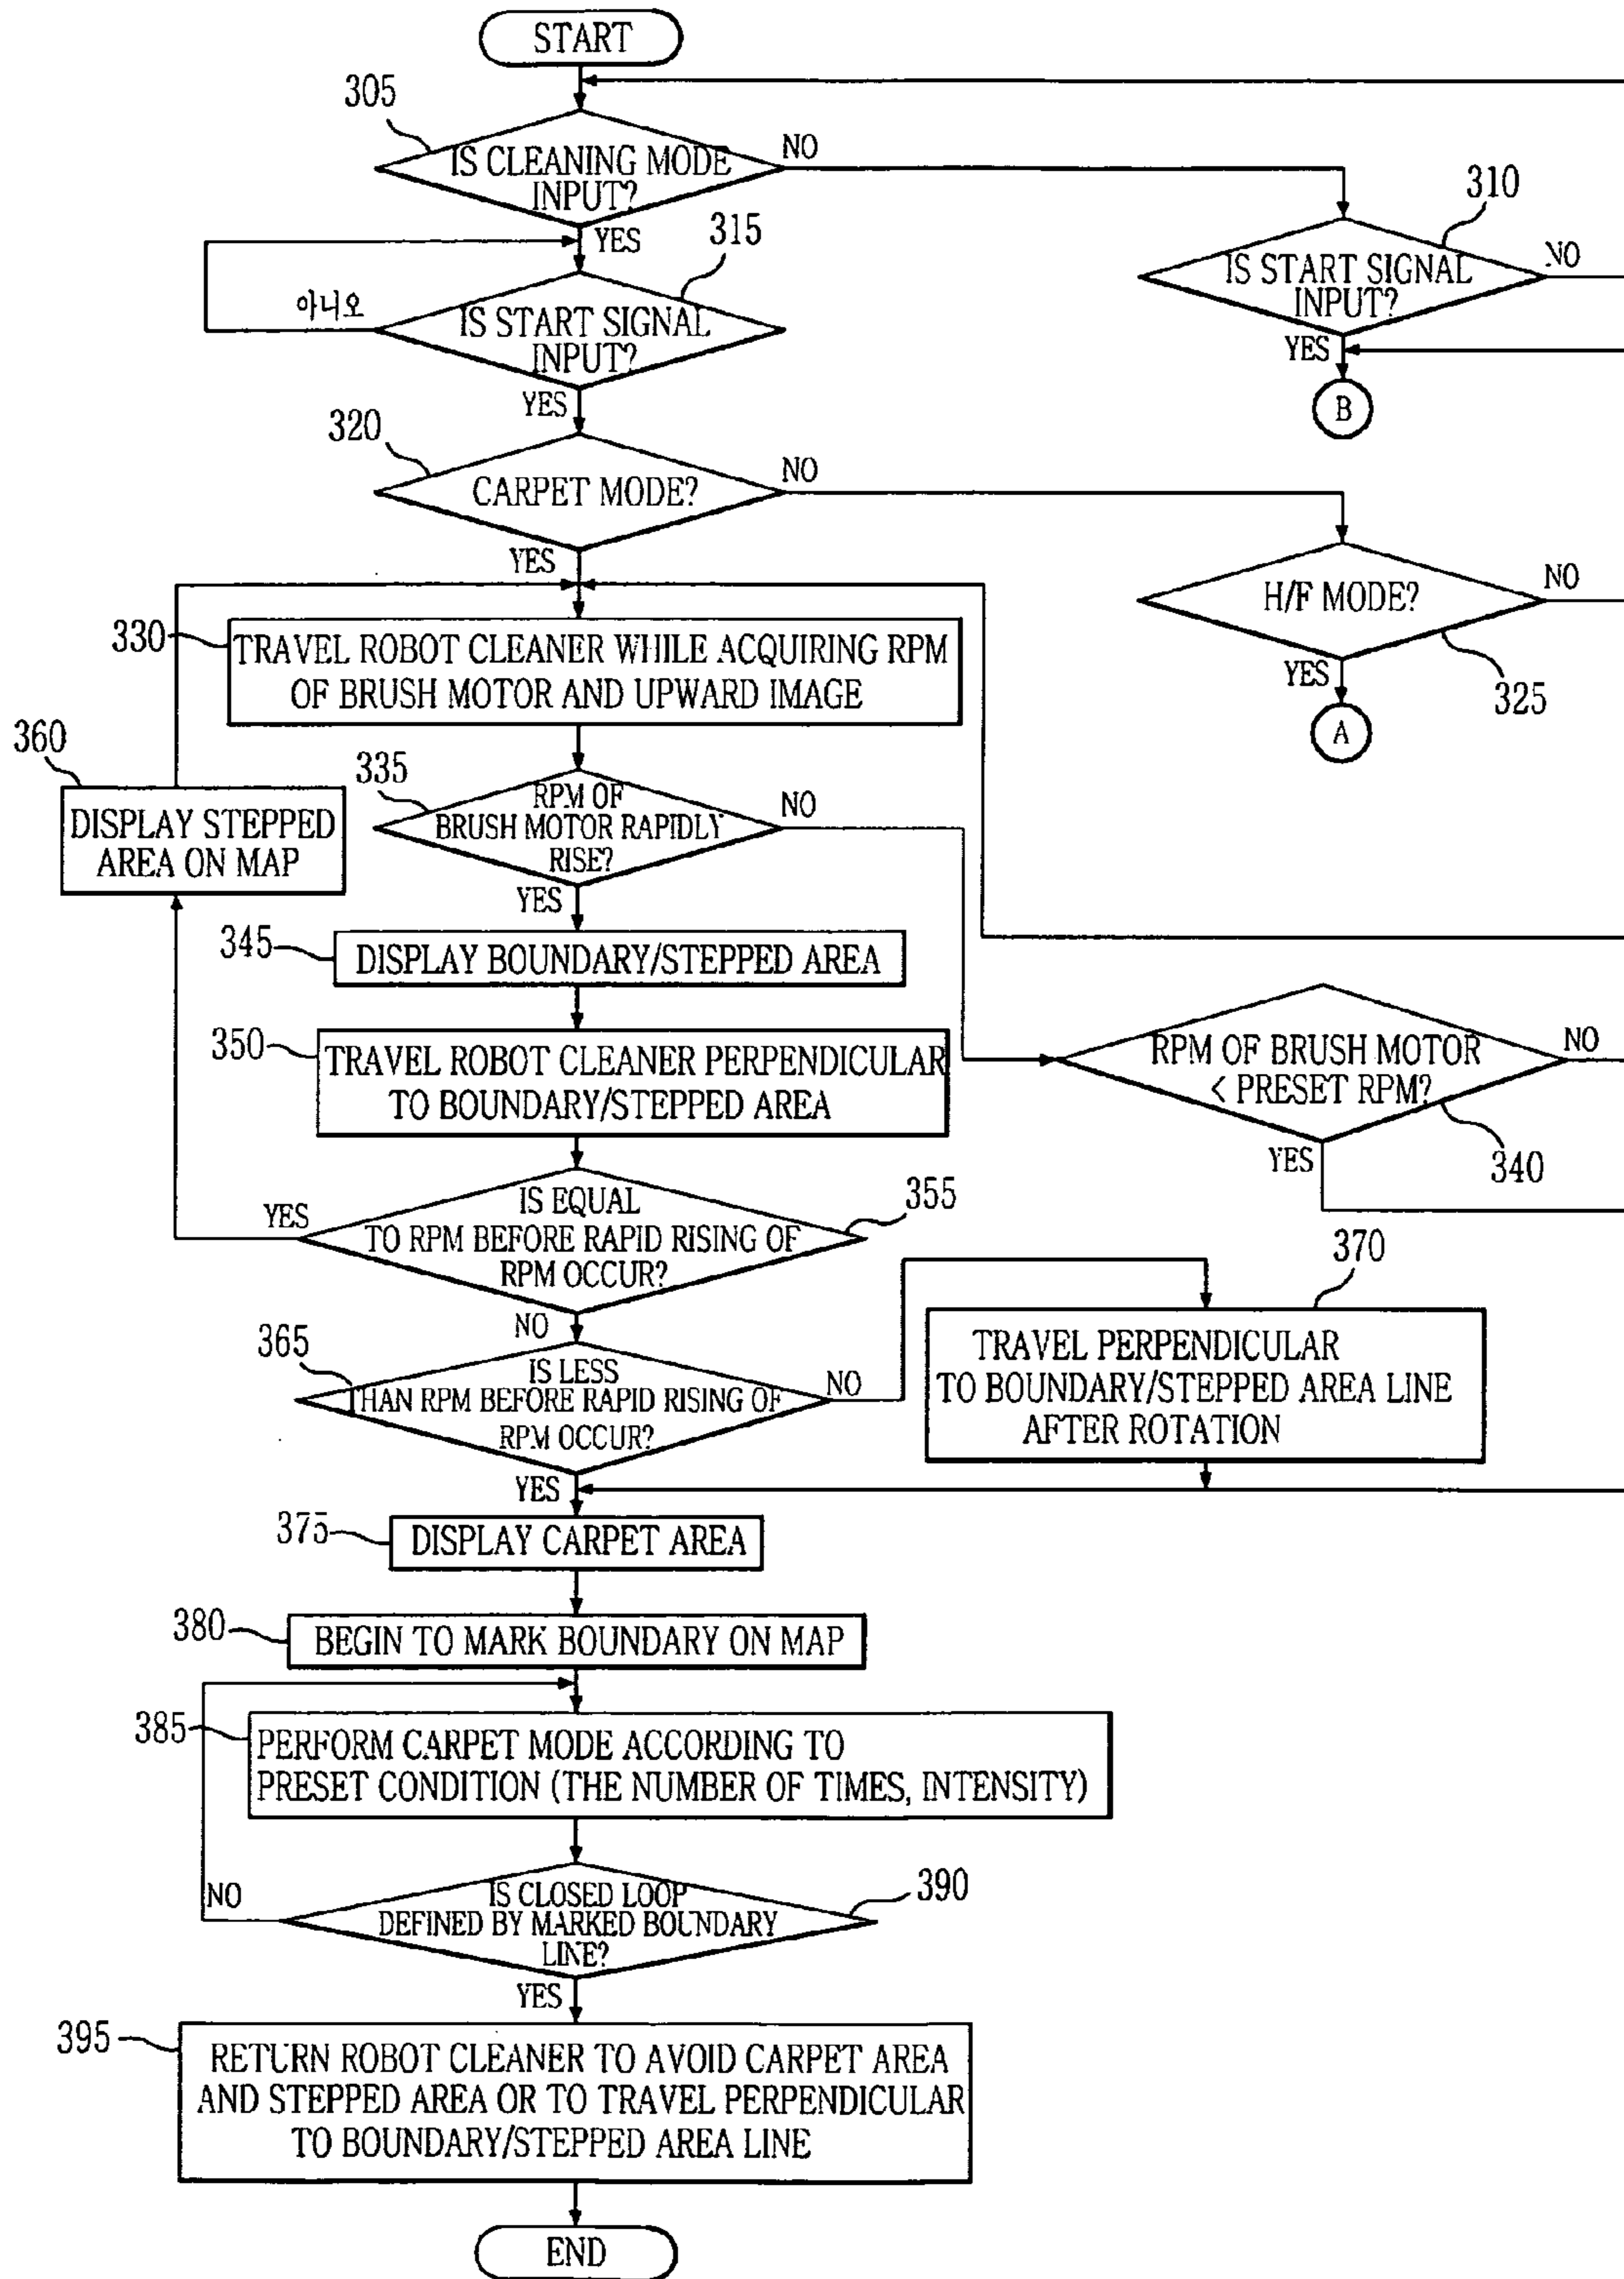 START
305
IS CLEANING MODE
INPUT?
NO
YES
310
IS START SIGNAL
INPUT?
NO
YES
B
315
IS START SIGNAL
INPUT?
아니오
YES
320
CARPET MODE?
NO
YES
H/F MODE?
NO
YES
325
A
330
TRAVEL ROBOT CLEANER WHILE ACQUIRING RPM
OF BRUSH MOTOR AND UPWARD IMAGE
360
DISPLAY STEPPED
AREA ON MAP
335
RPM OF
BRUSH MOTOR RAPIDLY
RISE?
NO
YES
345
DISPLAY BOUNDARY/STEPPED AREA
350
TRAVEL ROBOT CLEANER PERPENDICULAR
TO BOUNDARY/STEPPED AREA
RPM OF BRUSH MOTOR
< PRESET RPM?
NO
YES
340
355
IS EQUAL
TO RPM BEFORE RAPID RISING OF
RPM OCCUR?
YES
NO
365
IS LESS
THAN RPM BEFORE RAPID RISING OF
RPM OCCUR?
NO
YES
370
TRAVEL PERPENDICULAR
TO BOUNDARY/STEPPED AREA LINE
AFTER ROTATION
375
DISPLAY CARPET AREA
380
BEGIN TO MARK BOUNDARY ON MAP
385
PERFORM CARPET MODE ACCORDING TO
PRESET CONDITION (THE NUMBER OF TIMES, INTENSITY)
390
IS CLOSED LOOP
DEFINED BY MARKED BOUNDARY
LINE?
NO
YES
395
RETURN ROBOT CLEANER TO AVOID CARPET AREA
AND STEPPED AREA OR TO TRAVEL PERPENDICULAR
TO BOUNDARY/STEPPED AREA LINE
END